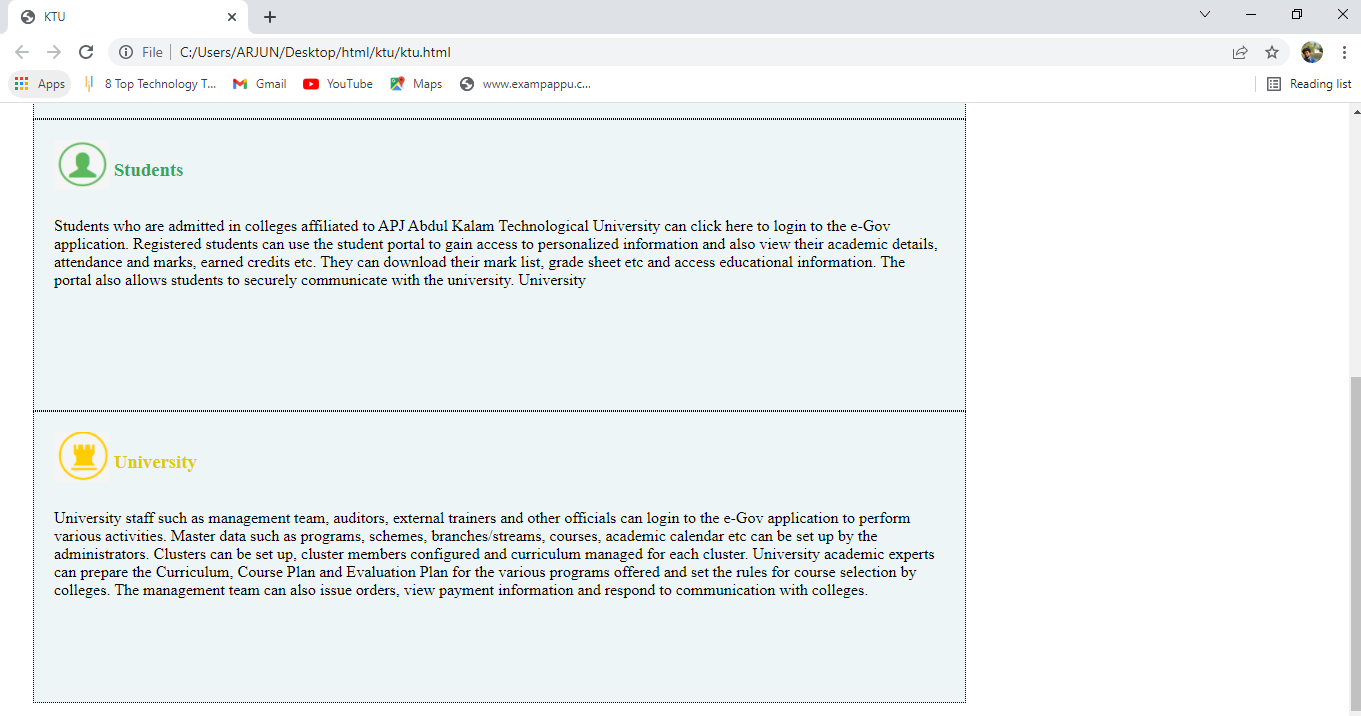 KTU
File
C:/Users/ARJUN/Desktop/html/ktu/ktu.html
Apps
8 Top Technology T...
Gmail
YouTube
Maps
www.exampappu.c...
Reading list
Students
Students who are admitted in colleges affiliated to APJ Abdul Kalam Technological University can click here to login to the e-Gov
application. Registered students can use the student portal to gain access to personalized information and also view their academic details,
attendance and marks, earned credits etc. They can download their mark list, grade sheet etc and access educational information. The
portal also allows students to securely communicate with the university. University
University
University staff such as management team, auditors, external trainers and other officials can login to the e-Gov application to perform
various activities. Master data such as programs, schemes, branches/streams, courses, academic calendar etc can be set up by the
administrators. Clusters can be set up, cluster members configured and curriculum managed for each cluster. University academic experts
can prepare the Curriculum, Course Plan and Evaluation Plan for the various programs offered and set the rules for course selection by
colleges. The management team can also issue orders, view payment information and respond to communication with colleges.